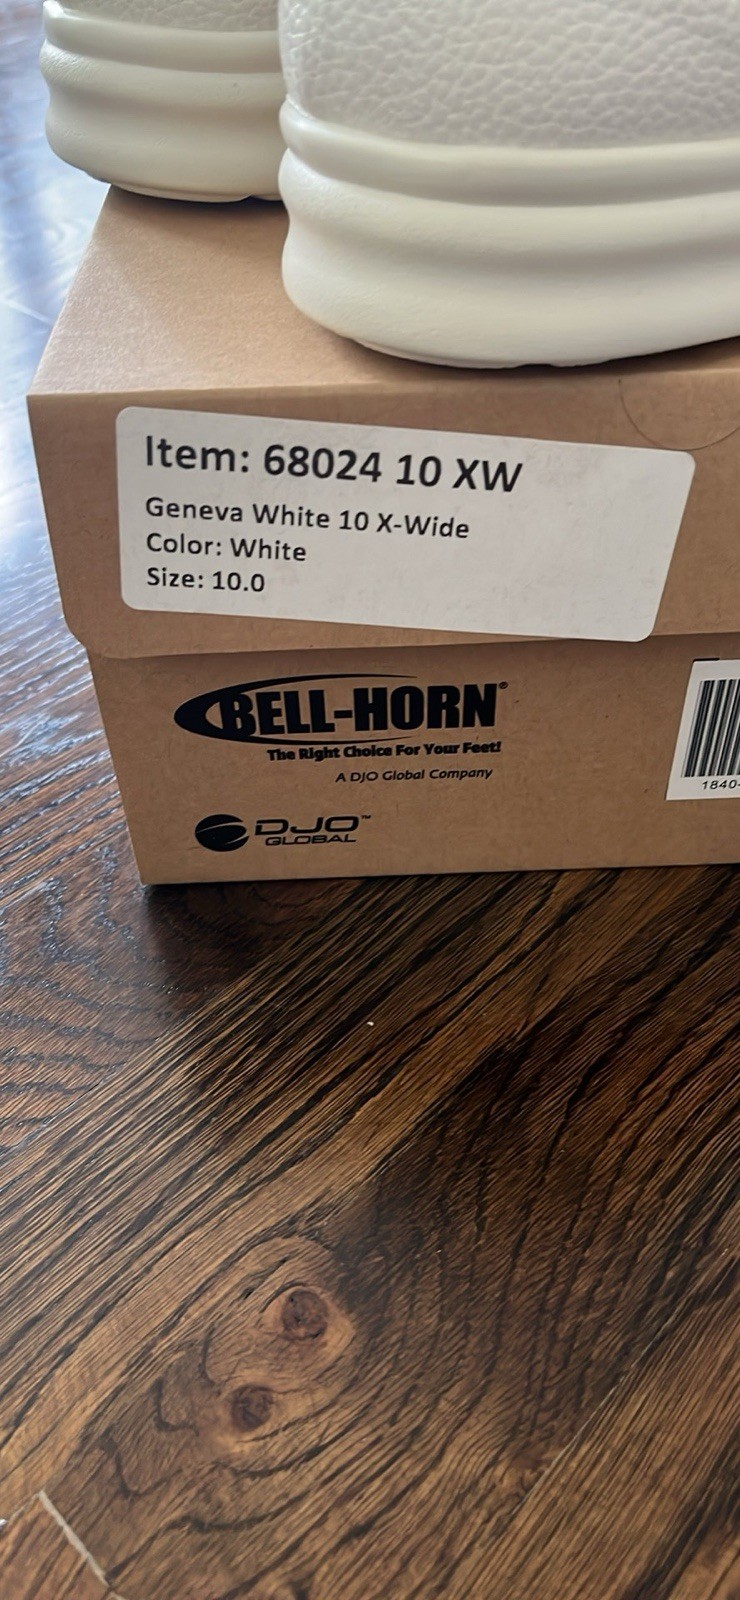 Item: 68024 10 XW
Geneva White 10 X-Wide
Color: White
Size: 10.0
BELL-HORN®
The Right Choice For Your Feet!
A DJO Global Company
DJO™
GLOBAL
1840-